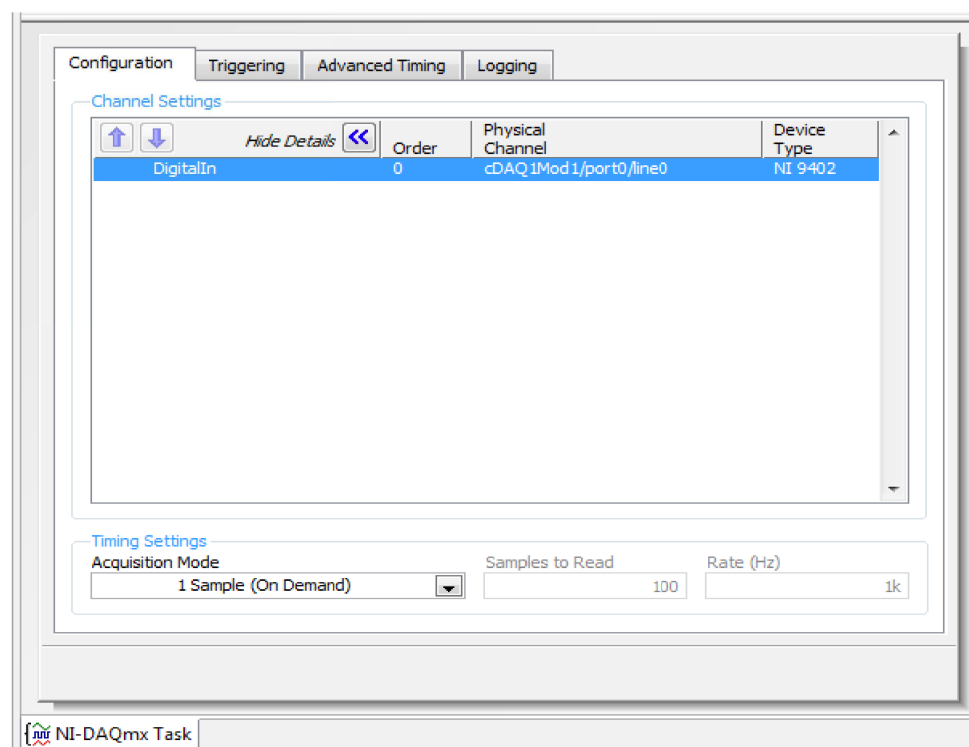 Configuration Triggering Advanced Timing Logging
Channel Settings
Hide Details Order Physical Channel Device Type
DigitalIn 0 cDAQ1Mod1/port0/line0 NI 9402
Timing Settings
Acquisition Mode Samples to Read Rate (Hz)
1 Sample (On Demand) 100 1k
NI-DAQmx Task